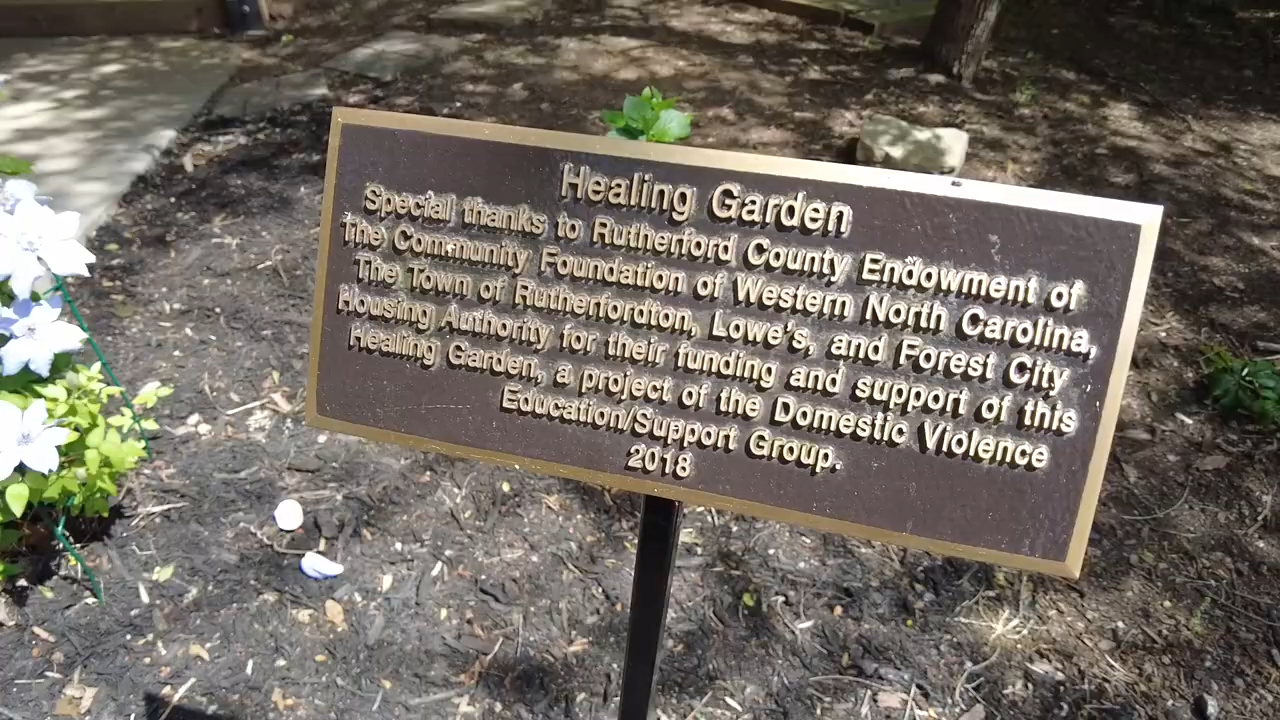 Healing Garden
Special thanks to Rutherford County Endowment of
The Community Foundation of Western North Carolina,
The Town of Rutherfordton, Lowe's, and Forest City
Housing Authority for their funding and support of this
Healing Garden, a project of the Domestic Violence
Education/Support Group.
2018